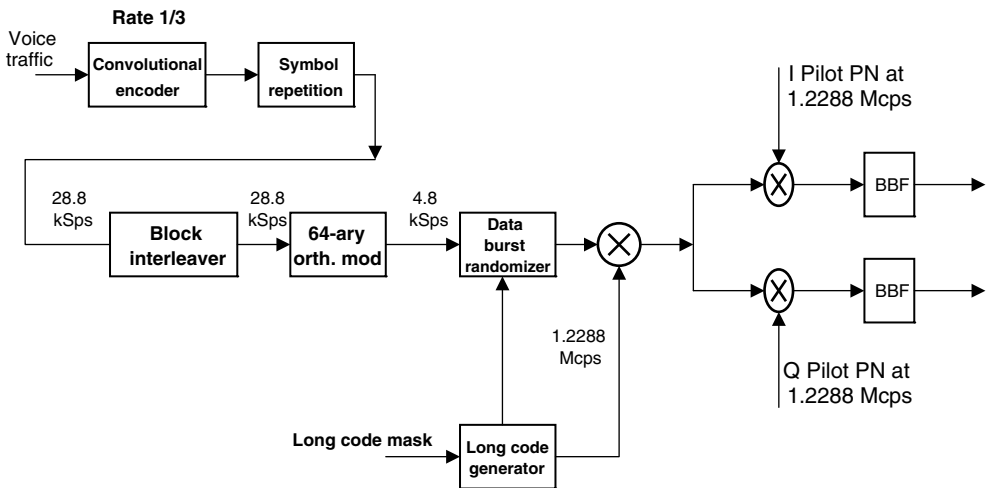 Rate 1/3
Voice
traffic
Convolutional
encoder
Symbol
repetition
28.8
kSps
Block
interleaver
28.8
kSps
64-ary
orth. mod
4.8
kSps
Data
burst
randomizer
X
1.2288
Mcps
Long code mask
Long code
generator
I Pilot PN at
1.2288 Mcps
X
BBF
X
BBF
Q Pilot PN at
1.2288 Mcps